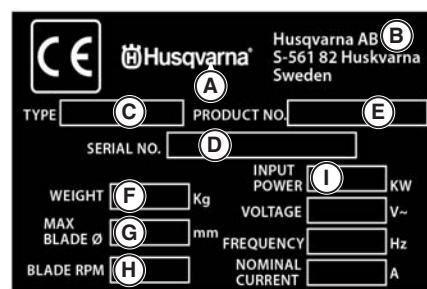 CE
Husqvarna
Husqvarna AB B
S-561 82 Huskvarna
Sweden
A
TYPE C PRODUCT NO. E
SERIAL NO. D
WEIGHT F Kg
MAX BLADE Ø G mm
BLADE RPM H
INPUT POWER I KW
VOLTAGE V~
FREQUENCY Hz
NOMINAL CURRENT A